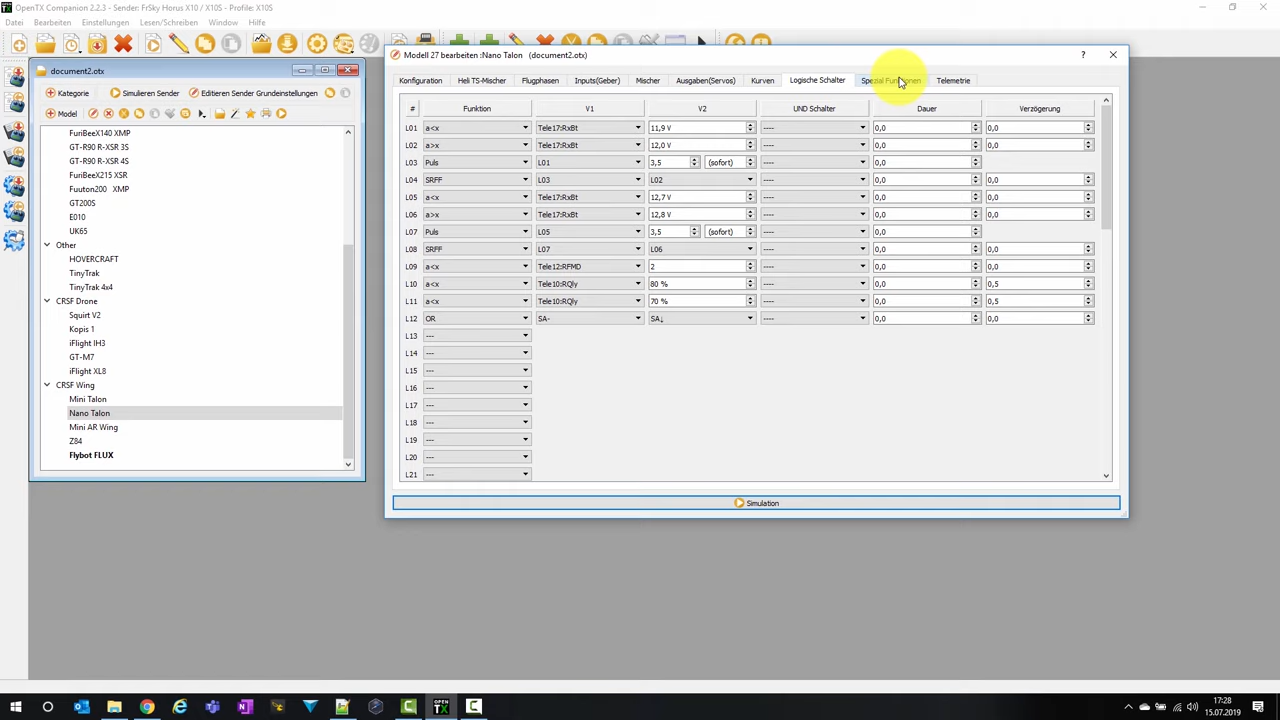 OpenTX Companion 2.2.3 - Sender: FrSky Horus X10 / X10S - Profile: X10S
Datei Bearbeiten Einstellungen Lesen/Schreiben Window Hilfe
document2.otx
Kategorie Simulieren Sender Editieren Sender Grundeinstellungen
Model
FuriBeeX140 XMP
GT-R90 R-XSR 3S
GT-R90 R-XSR 4S
FuriBeeX215 XSR
Fuuton200 XMP
GT200S
E010
UK65
Other
HOVERCRAFT
TinyTrak
TinyTrak 4x4
CRSF Drone
Squirt V2
Kopis 1
iFlight IH3
GT-M7
iFlight XL8
CRSF Wing
Mini Talon
Nano Talon
Mini AR Wing
Z84
Flybot FLUX
Modell 27 bearbeiten :Nano Talon (document2.otx)
Konfiguration Heli TS-Mischer Flugphasen Inputs(Geber) Mischer Ausgaben(Servos) Kurven Logische Schalter Spezial Funktionen Telemetrie
# Funktion V1 V2 UND Schalter Dauer Verzögerung
L01 a<x Tele17:RxBt 11,9 V ---- 0,0 0,0
L02 a>x Tele17:RxBt 12,0 V ---- 0,0 0,0
L03 Puls L01 3,5 (sofort) ---- 0,0
L04 SRFF L03 L02 ---- 0,0 0,0
L05 a<x Tele17:RxBt 12,7 V ---- 0,0 0,0
L06 a>x Tele17:RxBt 12,8 V ---- 0,0 0,0
L07 Puls L05 3,5 (sofort) ---- 0,0
L08 SRFF L07 L06 ---- 0,0 0,0
L09 a<x Tele12:RFMD 2 ---- 0,0 0,0
L10 a<x Tele10:RQly 80 % ---- 0,0 0,5
L11 a<x Tele10:RQly 70 % ---- 0,0 0,5
L12 OR SA- SA↓ ---- 0,0 0,0
L13 ---
L14 ---
L15 ---
L16 ---
L17 ---
L18 ---
L19 ---
L20 ---
L21 ---
Simulation
17:28
15.07.2019